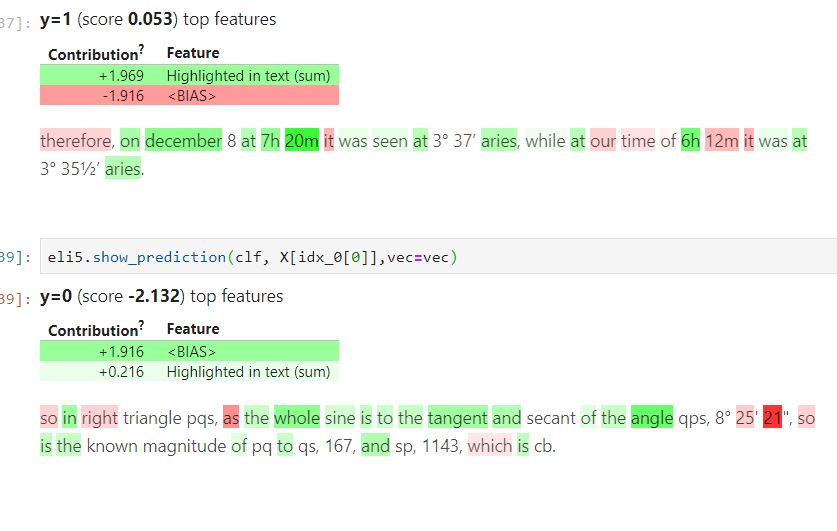 37]: y=1 (score 0.053) top features
Contribution? Feature
+1.969 Highlighted in text (sum)
-1.916 <BIAS>
therefore, on december 8 at 7h 20m it was seen at 3° 37′ aries, while at our time of 6h 12m it was at
3° 35½′ aries.
39]: eli5.show_prediction(clf, X[idx_0[0]],vec=vec)
39]: y=0 (score -2.132) top features
Contribution? Feature
+1.916 <BIAS>
+0.216 Highlighted in text (sum)
so in right triangle pqs, as the whole sine is to the tangent and secant of the angle qps, 8° 25' 21", so
is the known magnitude of pq to qs, 167, and sp, 1143, which is cb.